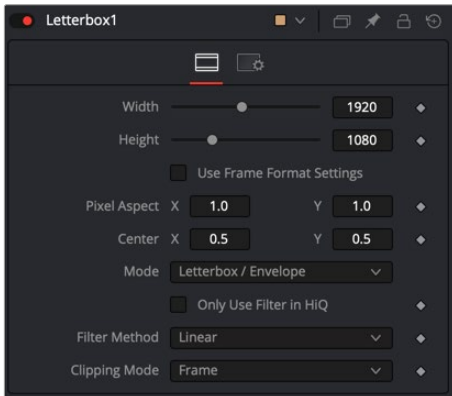 Letterbox1
Width 1920
Height 1080
Use Frame Format Settings
Pixel Aspect X 1.0 Y 1.0
Center X 0.5 Y 0.5
Mode Letterbox / Envelope
Only Use Filter in HiQ
Filter Method Linear
Clipping Mode Frame